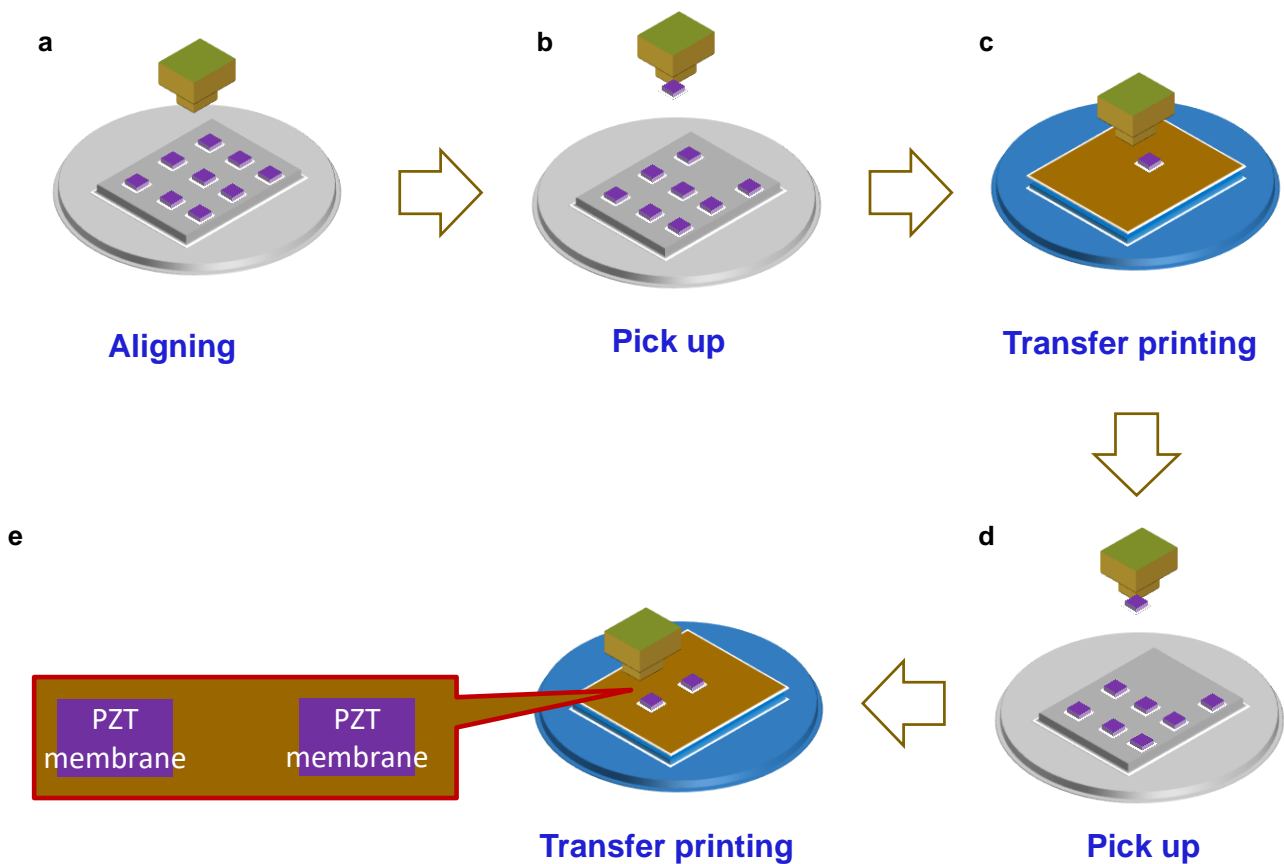 a
b
c
Aligning
Pick up
Transfer printing
e
d
PZT
membrane
PZT
membrane
Transfer printing
Pick up